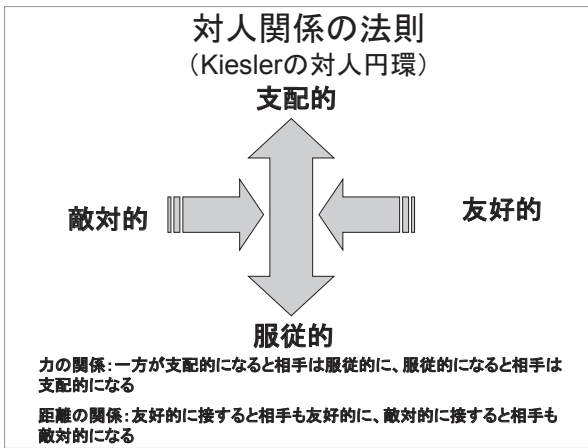 対人関係の法則
（Kieslerの対人円環）
支配的
敵対的
友好的
服従的
力の関係：一方が支配的になると相手は服従的に、服従的になると相手は
支配的になる
距離の関係：友好的に接すると相手も友好的に、敵対的に接すると相手も
敵対的になる